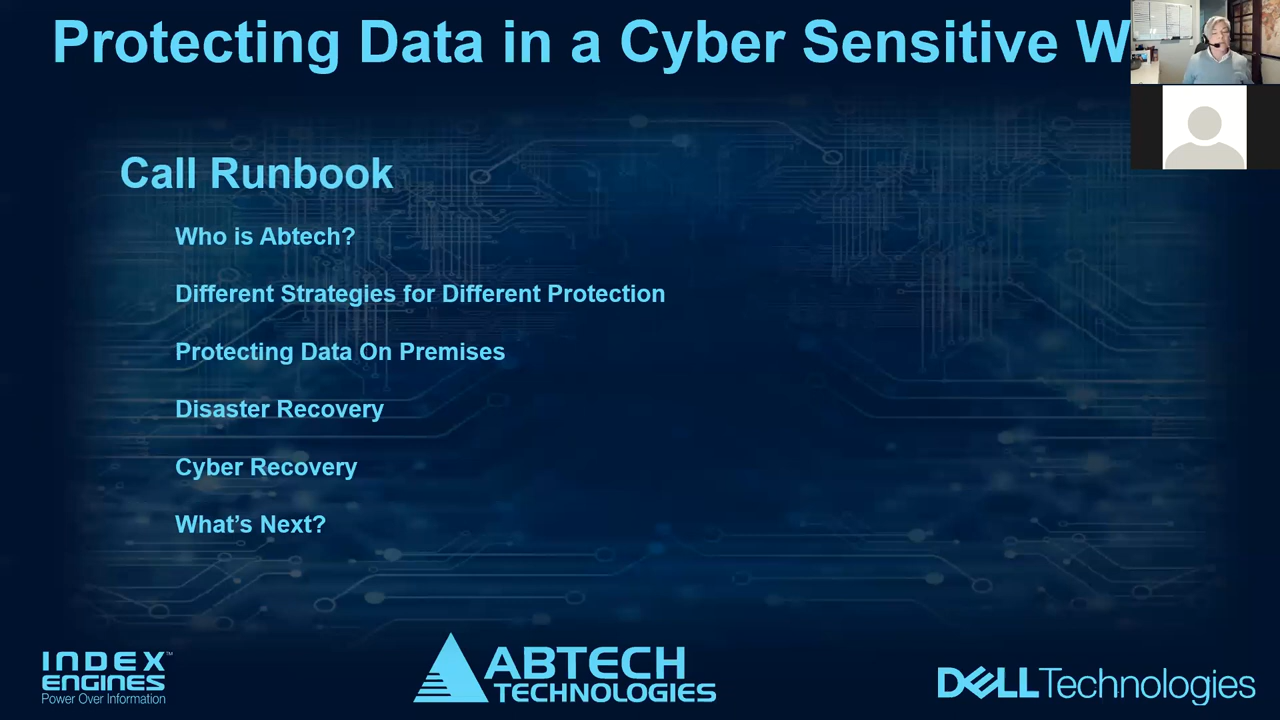 Protecting Data in a Cyber Sensitive W
Call Runbook
Who is Abtech?
Different Strategies for Different Protection
Protecting Data On Premises
Disaster Recovery
Cyber Recovery
What's Next?
INDEX ENGINES™
Power Over Information
ABTECH
TECHNOLOGIES
DELL Technologies